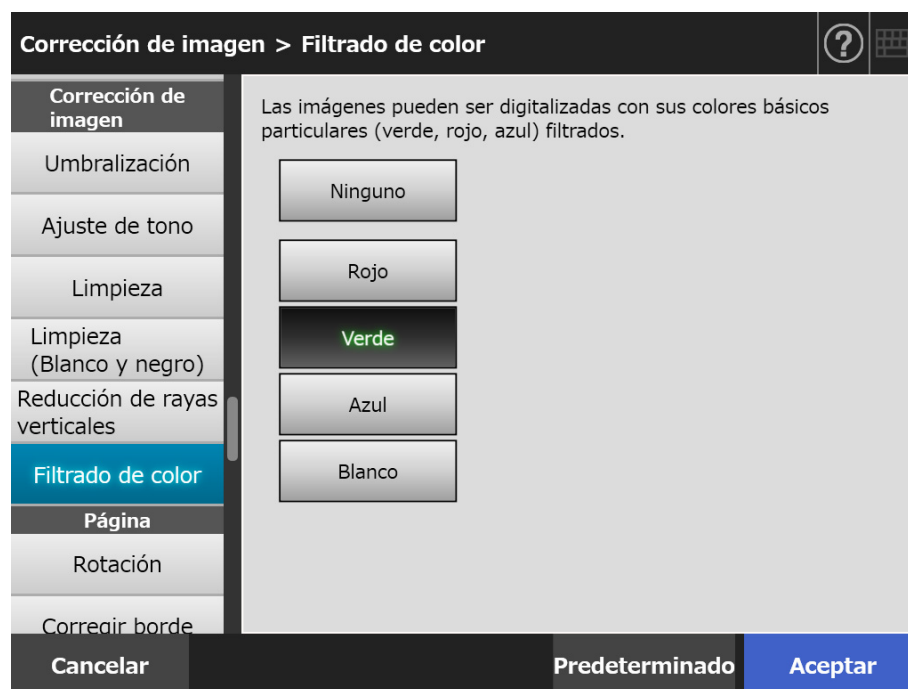 Corrección de imagen > Filtrado de color
?
Corrección de
imagen
Umbralización
Ajuste de tono
Limpieza
Limpieza
(Blanco y negro)
Reducción de rayas
verticales
Filtrado de color
Página
Rotación
Corregir borde
Las imágenes pueden ser digitalizadas con sus colores básicos
particulares (verde, rojo, azul) filtrados.
Ninguno
Rojo
Verde
Azul
Blanco
Cancelar
Predeterminado
Aceptar